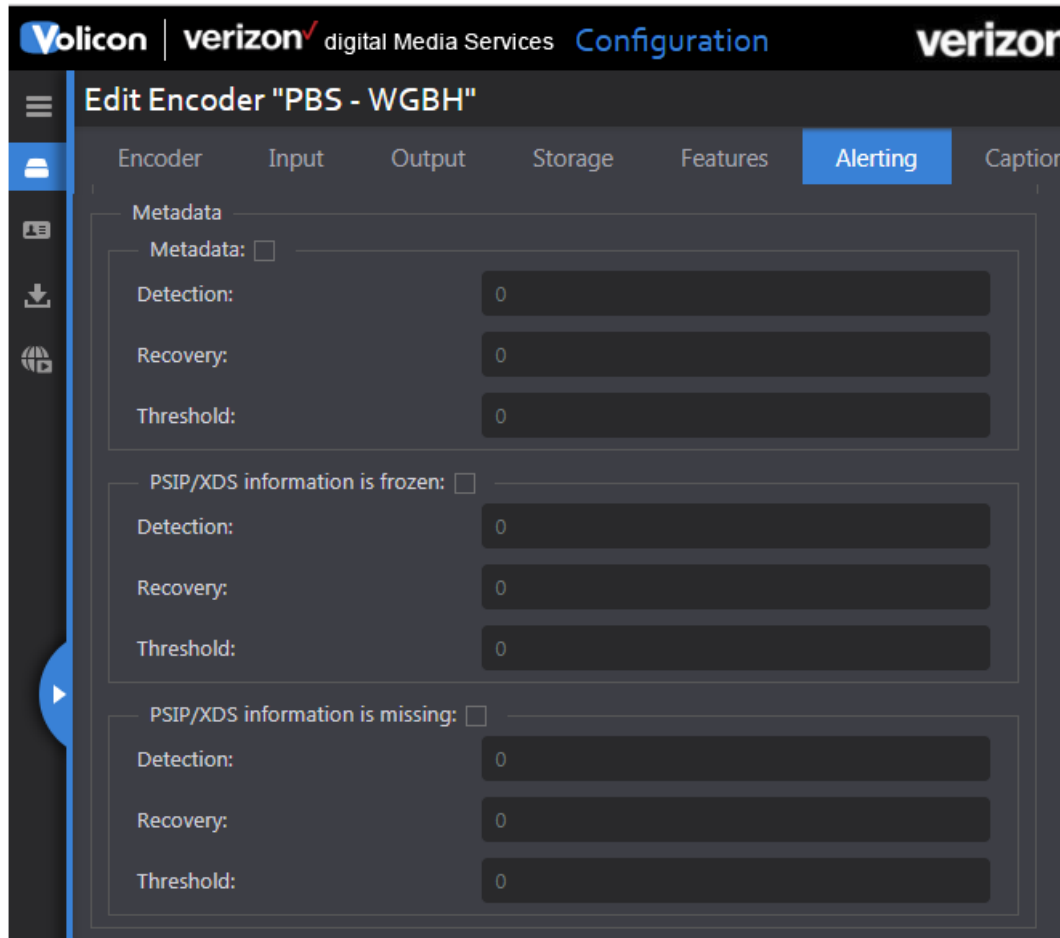 Volicon verizon digital Media Services Configuration verizon
Edit Encoder "PBS - WGBH"
Encoder Input Output Storage Features Alerting Caption
Metadata
Metadata:
Detection: 0
Recovery: 0
Threshold: 0
PSIP/XDS information is frozen:
Detection: 0
Recovery: 0
Threshold: 0
PSIP/XDS information is missing:
Detection: 0
Recovery: 0
Threshold: 0